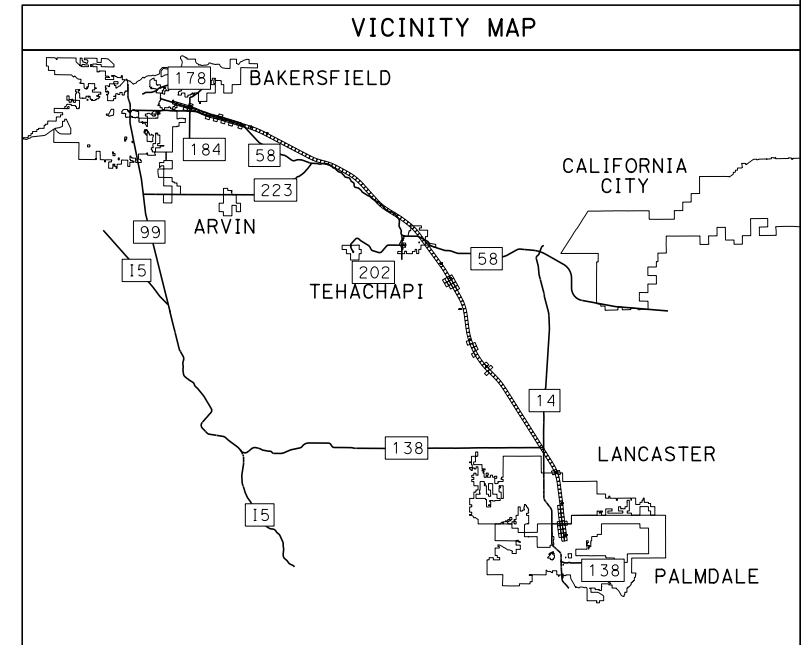 VICINITY MAP
178
BAKERSFIELD
184
58
223
ARVIN
99
I5
CALIFORNIA
CITY
58
202
TEHACHAPI
14
138
LANCASTER
I5
138
PALMDALE